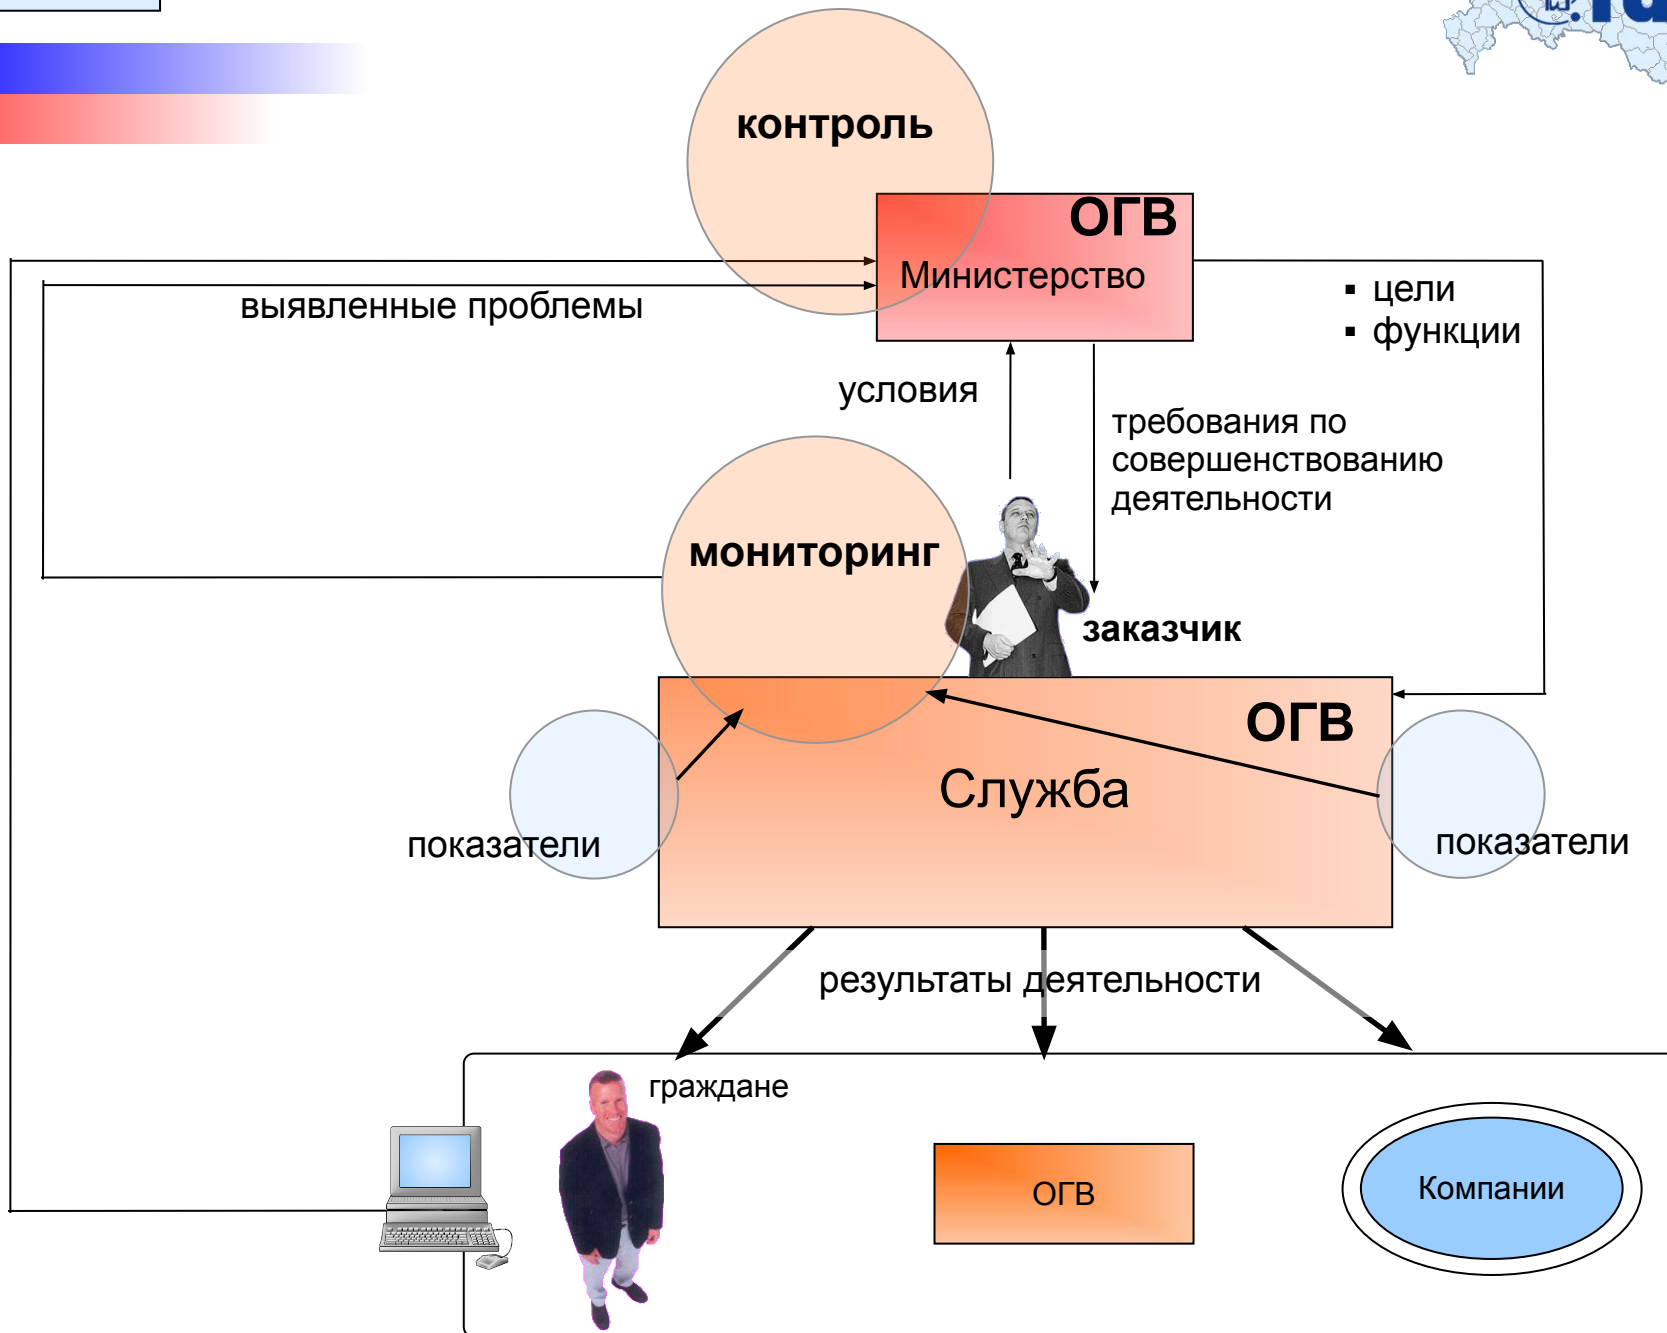 контроль
ОГВ
Министерство
выявленные проблемы
▪ цели
▪ функции
условия
требования по
совершенствованию
деятельности
мониторинг
заказчик
ОГВ
Служба
показатели
показатели
результаты деятельности
граждане
ОГВ
Компании